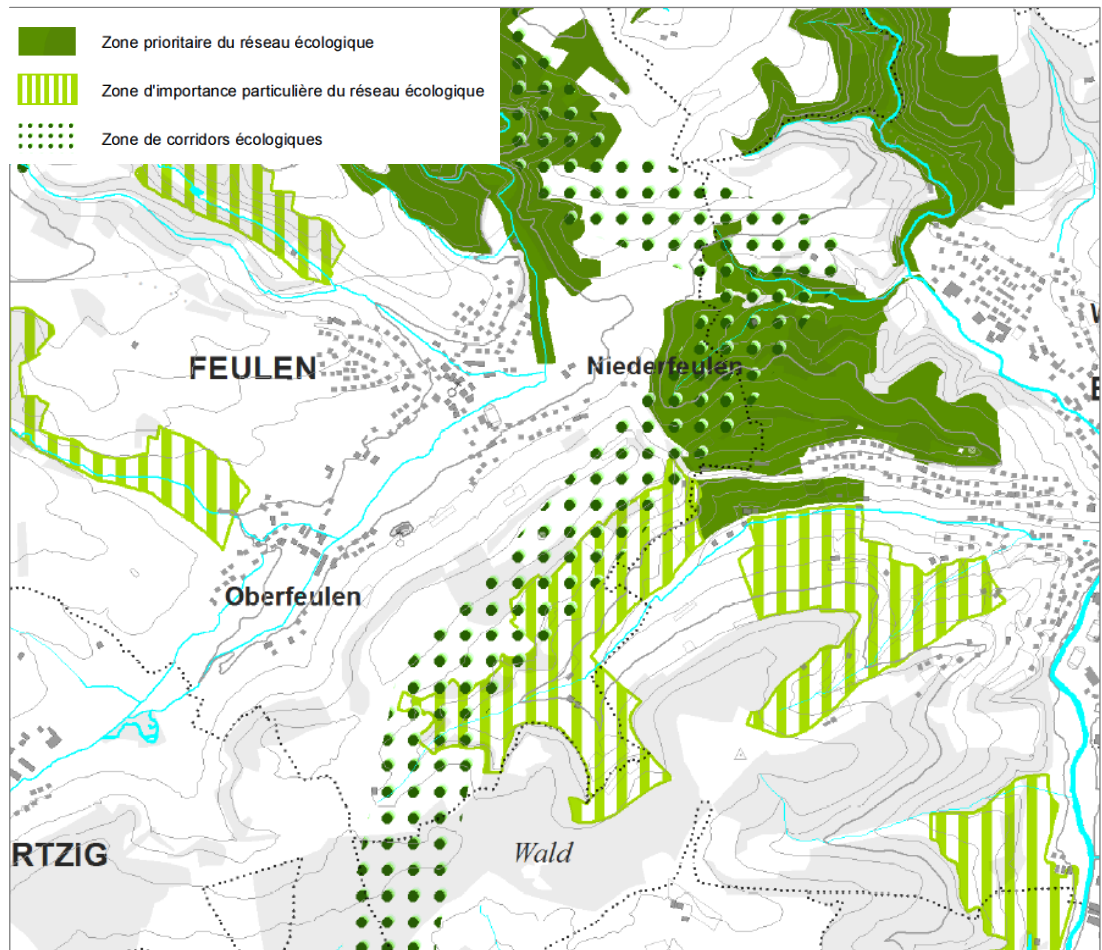 Zone prioritaire du réseau écologique
Zone d'importance particulière du réseau écologique
Zone de corridors écologiques
FEULEN
Niederfeulen
Oberfeulen
RTZIG
Wald